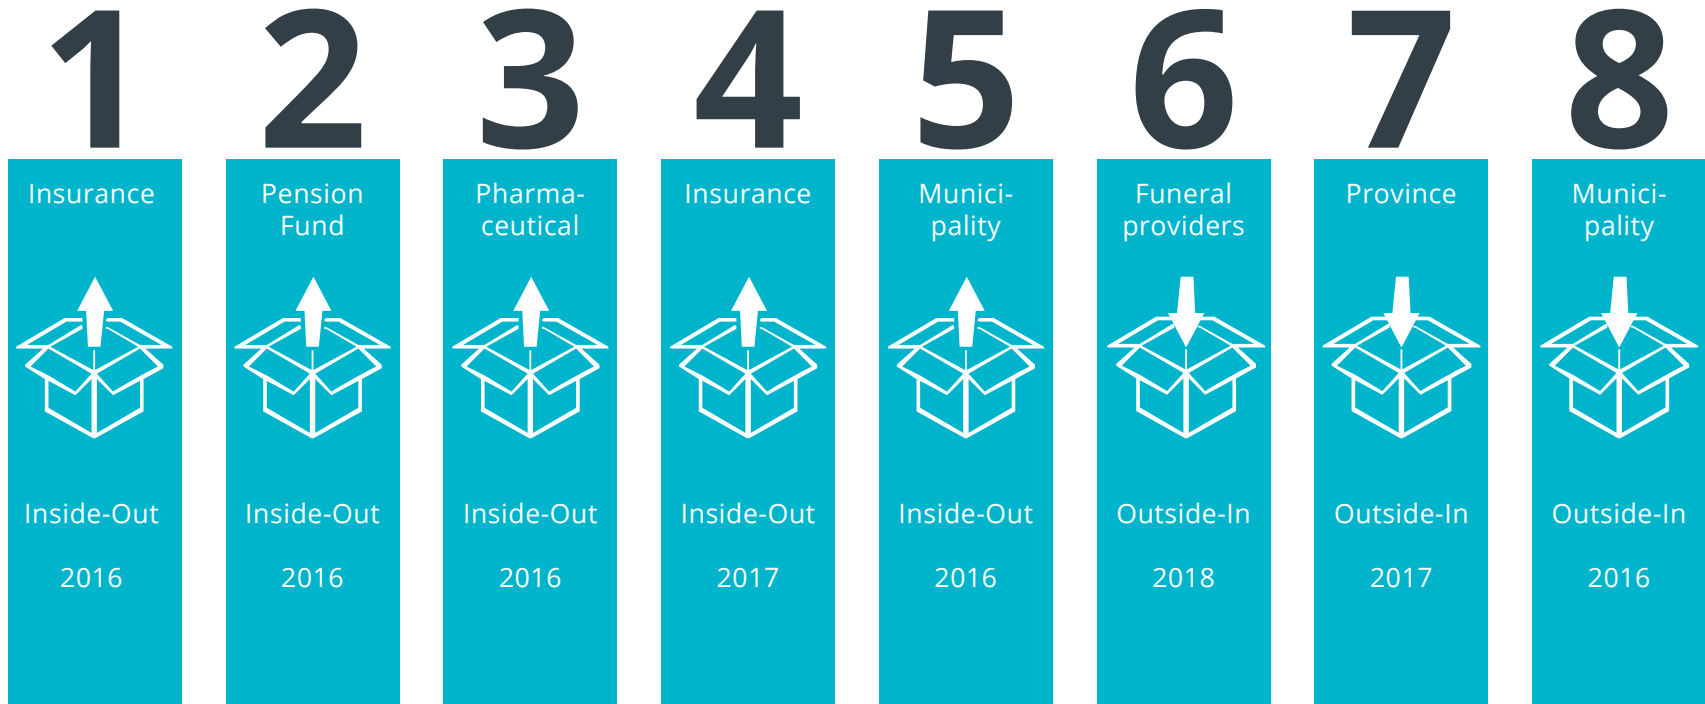 1
Insurance
Inside-Out
2016
2
Pension
Fund
Inside-Out
2016
3
Pharma-
ceutical
Inside-Out
2016
4
Insurance
Inside-Out
2017
5
Munici-
pality
Inside-Out
2016
6
Funeral
providers
Outside-In
2018
7
Province
Outside-In
2017
8
Munici-
pality
Outside-In
2016